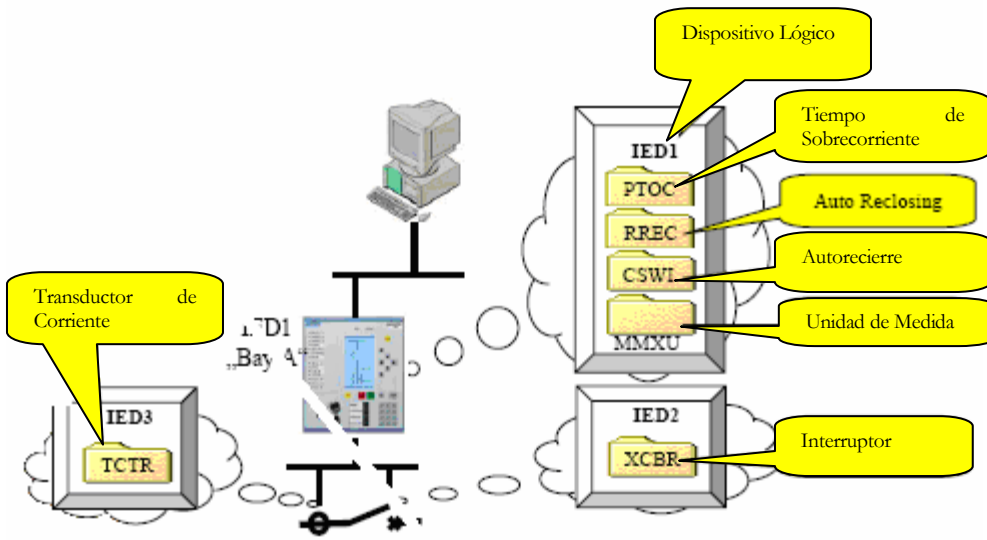 Dispositivo Lógico
Tiempo de
Sobrecorriente
IED1
PTOC
RREC
Auto Reclosing
CSWI
Autorecierre
Unidad de Medida
MMXU
Transductor de
Corriente
„Bay A“
IED3
TCTR
IED2
XCBR
Interruptor